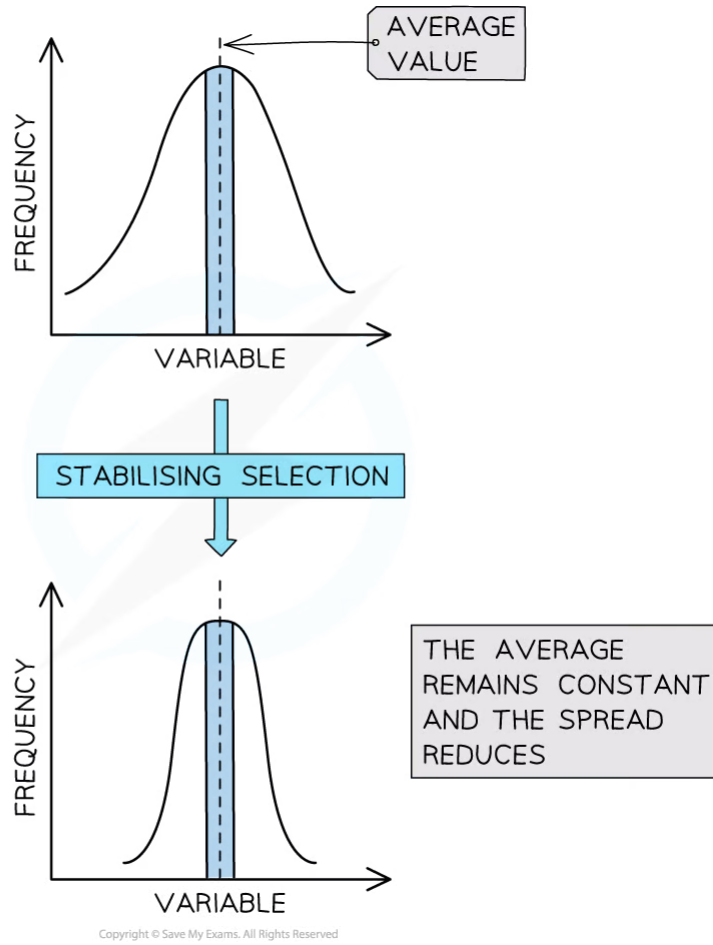 AVERAGE
VALUE
FREQUENCY
VARIABLE
STABILISING SELECTION
FREQUENCY
THE AVERAGE
REMAINS CONSTANT
AND THE SPREAD
REDUCES
VARIABLE
Copyright © Save My Exams. All Rights Reserved